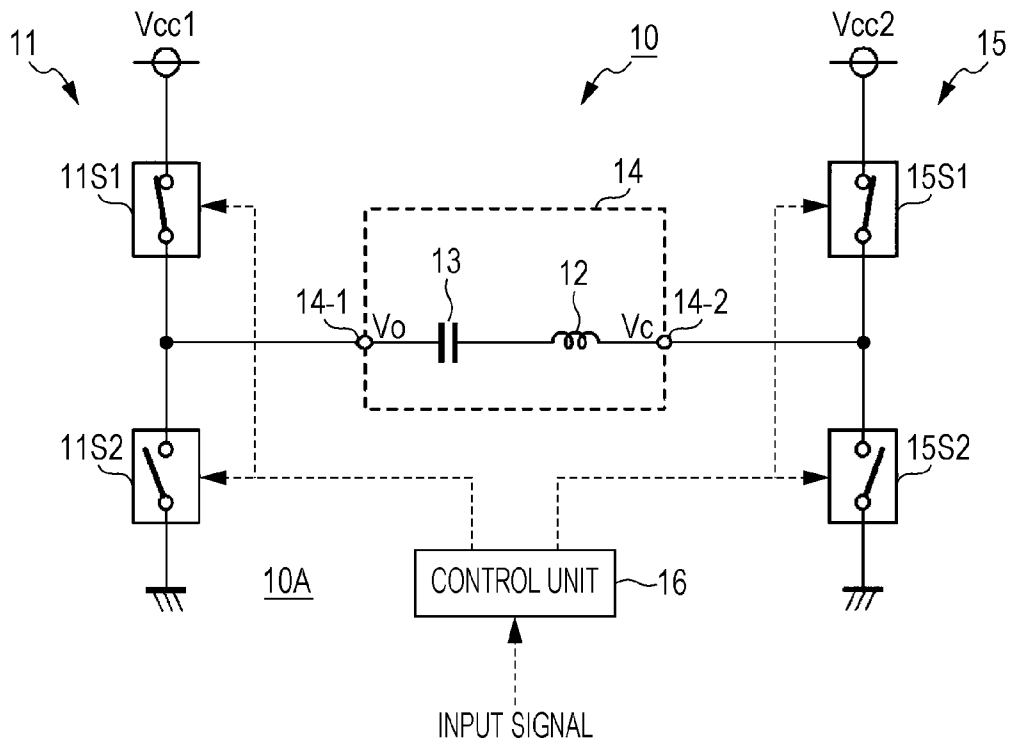 Vcc1
Vcc2
11
10
15
11S1
14
15S1
13
12
14-1
Vo
Vc
14-2
11S2
15S2
10A
CONTROL UNIT
16
INPUT SIGNAL